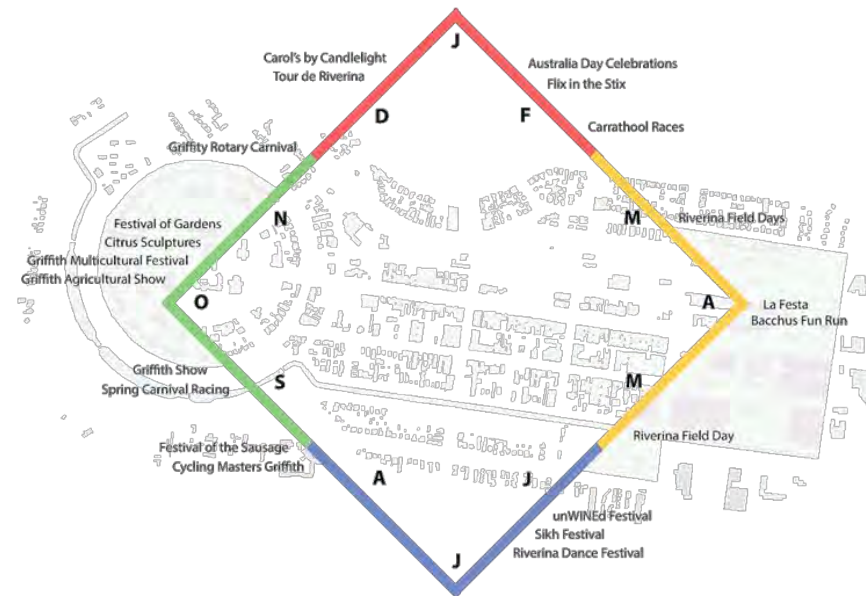 J
Carol's by Candlelight
Tour de Riverina
Australia Day Celebrations
Flix in the Stix
D
F
Carrathool Races
Griffity Rotary Carnival
N
M
Riverina Field Days
Festival of Gardens
Citrus Sculptures
Griffith Multicultural Festival
Griffith Agricultural Show
O
A
La Festa
Bacchus Fun Run
Griffith Show
Spring Carnival Racing
S
M
Riverina Field Day
Festival of the Sausage
Cycling Masters Griffith
A
J
unWINEd Festival
Sikh Festival
Riverina Dance Festival
J